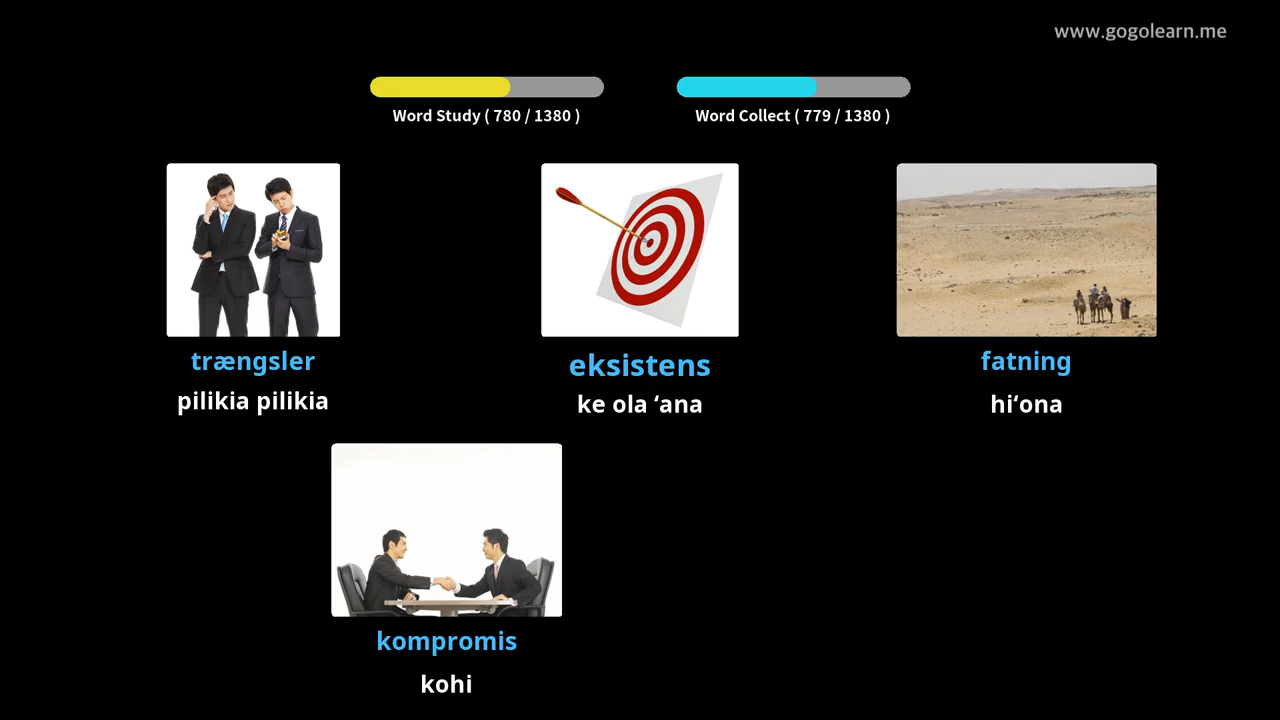 www.gogolearn.me
Word Study ( 780 / 1380 )
Word Collect ( 779 / 1380 )
trængsler
pilikia pilikia
eksistens
ke ola ʻana
fatning
hiʻona
kompromis
kohi